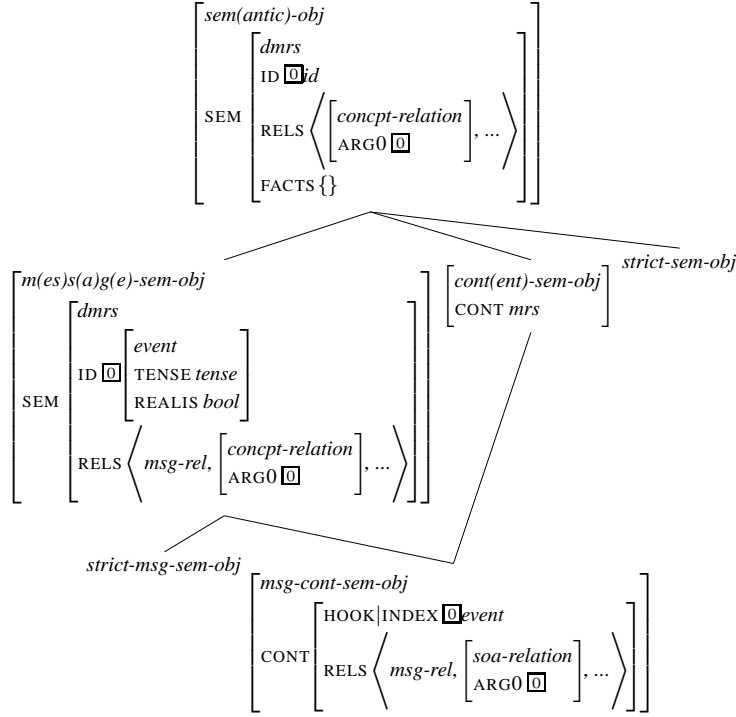 sem(antic)-obj
dmrs
ID 0 id
SEM
RELS
concpt-relation
ARG0 0
, ...
FACTS {}
m(es)s(a)g(e)-sem-obj
dmrs
event
ID 0
TENSE tense
REALIS bool
SEM
RELS
msg-rel,
concpt-relation
ARG0 0
, ...
cont(ent)-sem-obj
CONT mrs
strict-sem-obj
strict-msg-sem-obj
msg-cont-sem-obj
HOOK|INDEX 0 event
CONT
RELS
msg-rel,
soa-relation
ARG0 0
, ...